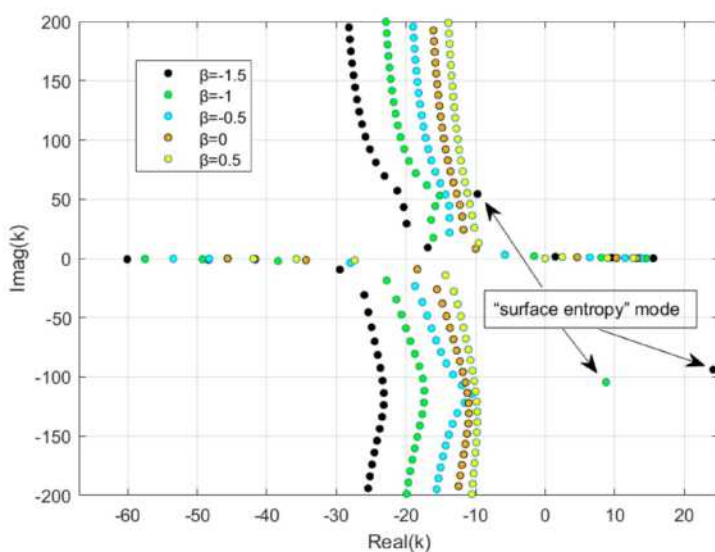 200
150
100
50
0
-50
-100
-150
-200
Imag(k)
β=-1.5
β=-1
β=-0.5
β=0
β=0.5
"surface entropy" mode
-60 -50 -40 -30 -20 -10 0 10 20
Real(k)